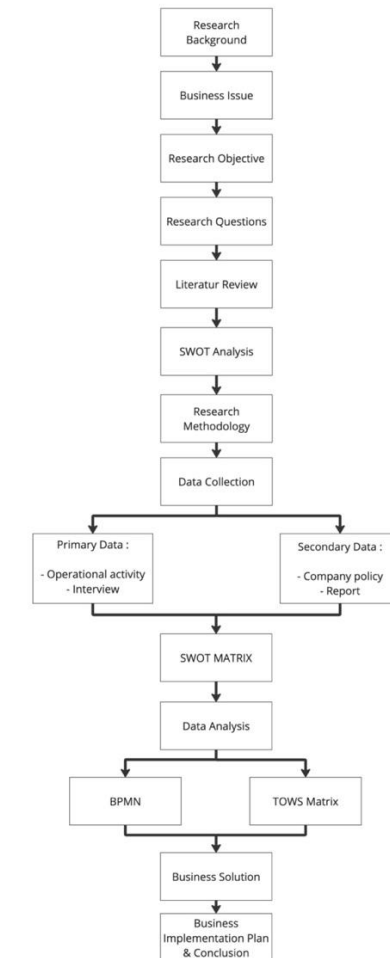 Research
Background
Business Issue
Research Objective
Research Questions
Literatur Review
SWOT Analysis
Research
Methodology
Data Collection
Primary Data :
- Operational activity
- Interview
Secondary Data :
- Company policy
- Report
SWOT MATRIX
Data Analysis
BPMN
TOWS Matrix
Business Solution
Business
Implementation Plan
& Conclusion